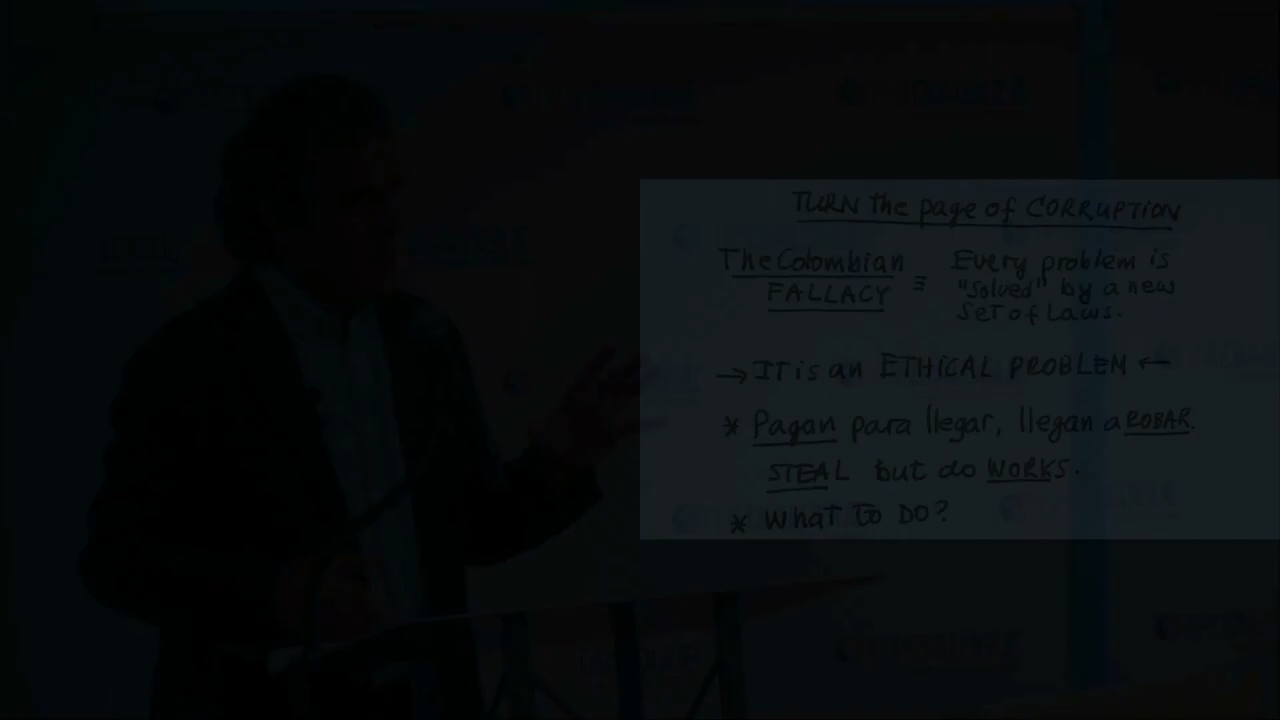 TURN the page of CORRUPTION
The Colombian FALLACY ≡ Every problem is "solved" by a new SET of Laws.
→ IT is an ETHICAL PROBLEM ←
* Pagan para llegar, llegan a ROBAR.
STEAL but do WORKS.
* What TO DO?